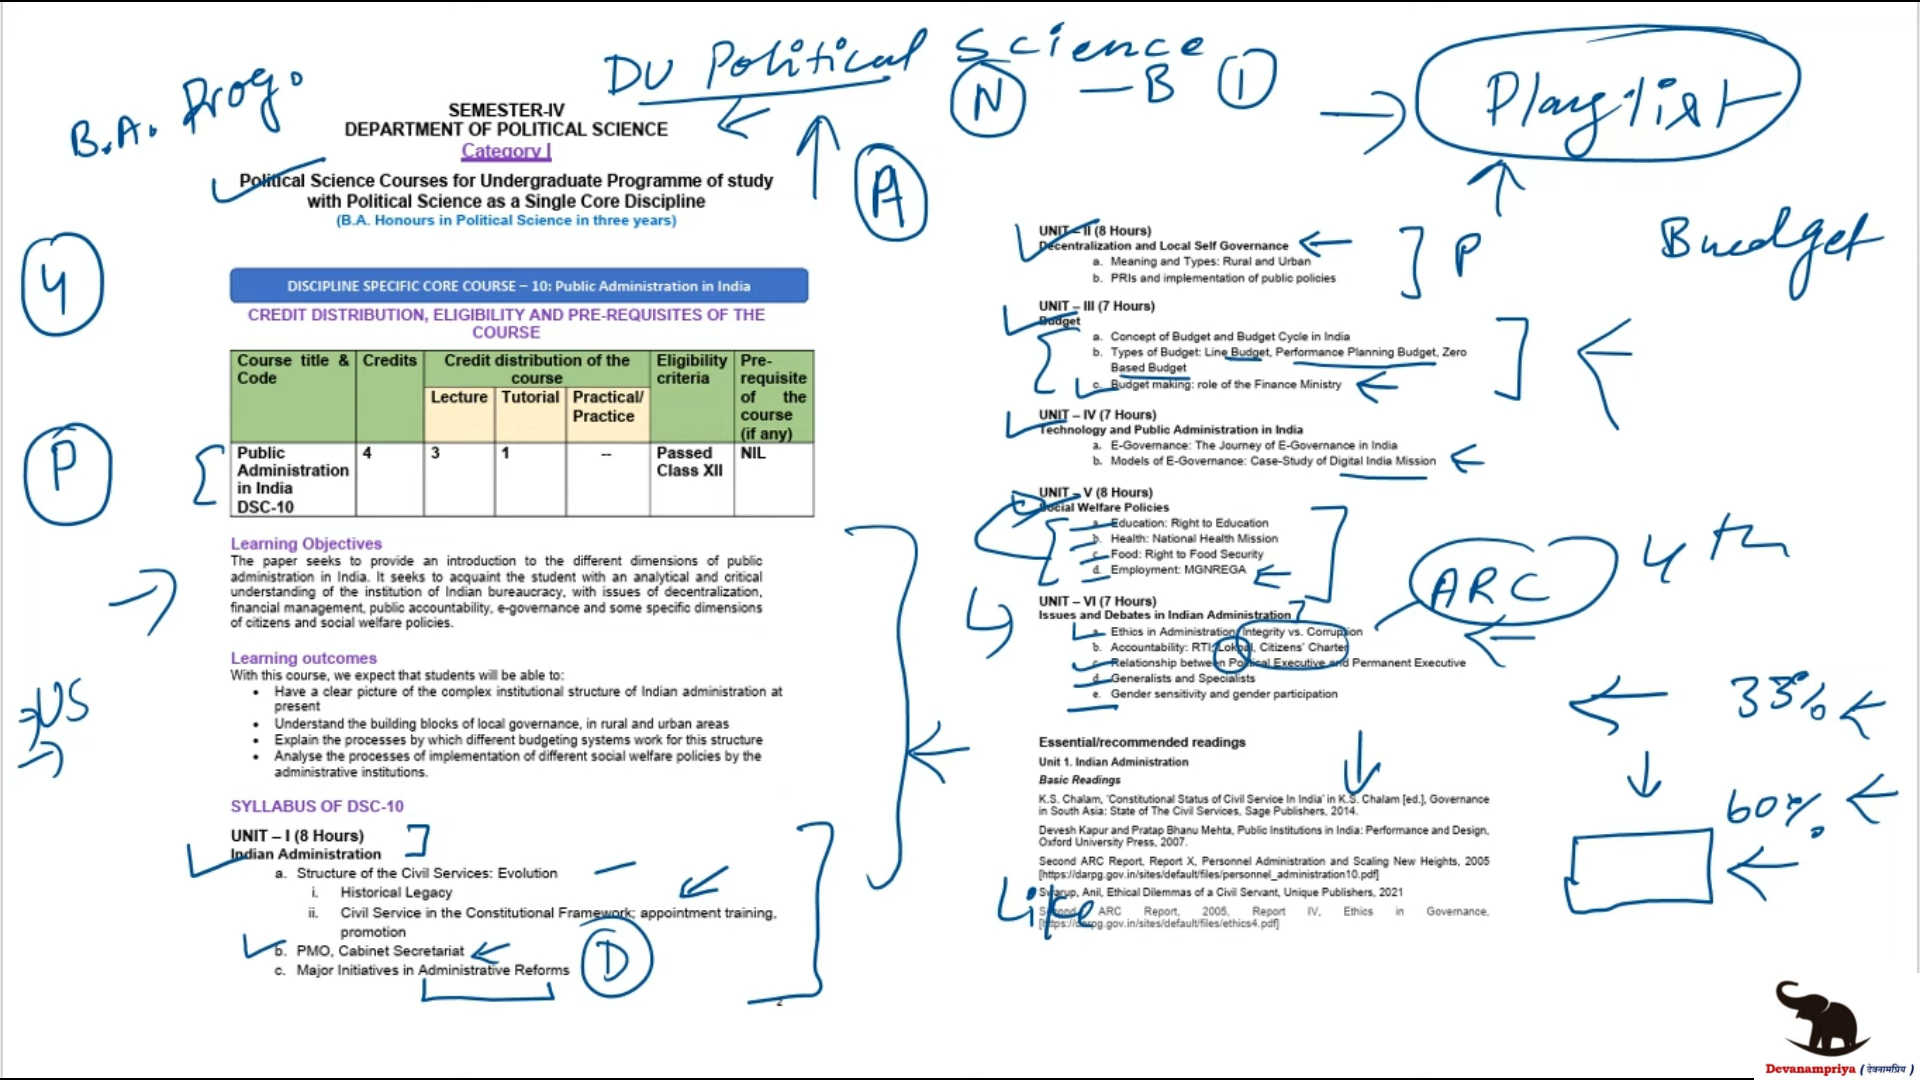 DU Political Science
B.A. Prog.
N
—B
1
Playlist
A
SEMESTER-IV
DEPARTMENT OF POLITICAL SCIENCE
Category I
Political Science Courses for Undergraduate Programme of study
with Political Science as a Single Core Discipline
(B.A. Honours in Political Science in three years)
4
DISCIPLINE SPECIFIC CORE COURSE – 10: Public Administration in India
CREDIT DISTRIBUTION, ELIGIBILITY AND PRE-REQUISITES OF THE
COURSE
Course title & Code
Credits
Credit distribution of the course
Eligibility criteria
Pre-requisite of the course (if any)
Lecture
Tutorial
Practical/ Practice
Public Administration in India DSC-10
4
3
1
--
Passed Class XII
NIL
P
Learning Objectives
The paper seeks to provide an introduction to the different dimensions of public
administration in India. It seeks to acquaint the student with an analytical and critical
understanding of the institution of Indian bureaucracy, with issues of decentralization,
financial management, public accountability, e-governance and some specific dimensions
of citizens and social welfare policies.
Learning outcomes
With this course, we expect that students will be able to:
• Have a clear picture of the complex institutional structure of Indian administration at
present
• Understand the building blocks of local governance, in rural and urban areas
• Explain the processes by which different budgeting systems work for this structure
• Analyse the processes of implementation of different social welfare policies by the
administrative institutions.
US
SYLLABUS OF DSC-10
UNIT – I (8 Hours)
Indian Administration
a. Structure of the Civil Services: Evolution
i. Historical Legacy
ii. Civil Service in the Constitutional Framework: appointment training,
promotion
b. PMO, Cabinet Secretariat
c. Major Initiatives in Administrative Reforms
D
2
UNIT – II (8 Hours)
Decentralization and Local Self Governance
a. Meaning and Types: Rural and Urban
b. PRIs and implementation of public policies
P
Budget
UNIT – III (7 Hours)
Budget
a. Concept of Budget and Budget Cycle in India
b. Types of Budget: Line Budget, Performance Planning Budget, Zero
Based Budget
c. Budget making: role of the Finance Ministry
UNIT – IV (7 Hours)
Technology and Public Administration in India
a. E-Governance: The Journey of E-Governance in India
b. Models of E-Governance: Case-Study of Digital India Mission
UNIT – V (8 Hours)
Social Welfare Policies
a. Education: Right to Education
b. Health: National Health Mission
c. Food: Right to Food Security
d. Employment: MGNREGA
ARC
4th
UNIT – VI (7 Hours)
Issues and Debates in Indian Administration
a. Ethics in Administration: Integrity vs. Corruption
b. Accountability: RTI, Lokpal, Citizens' Charter
c. Relationship between Political Executive and Permanent Executive
d. Generalists and Specialists
e. Gender sensitivity and gender participation
33%
60%
Essential/recommended readings
Unit 1. Indian Administration
Basic Readings
K.S. Chalam, 'Constitutional Status of Civil Service In India' in K.S. Chalam [ed.], Governance
in South Asia: State of The Civil Services, Sage Publishers, 2014.
Devesh Kapur and Pratap Bhanu Mehta, Public Institutions in India: Performance and Design,
Oxford University Press, 2007.
Second ARC Report, Report X, Personnel Administration and Scaling New Heights, 2005
[https://darpg.gov.in/sites/default/files/personnel_administration10.pdf]
Swarup, Anil, Ethical Dilemmas of a Civil Servant, Unique Publishers, 2021
Second ARC Report, 2005, Report IV, Ethics in Governance,
[https://darpg.gov.in/sites/default/files/ethics4.pdf]
Like
Devanampriya (देवनामप्रिय)